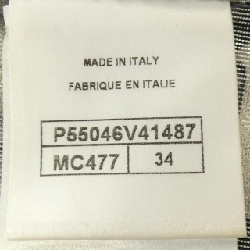 MADE IN ITALY
FABRIQUE EN ITALIE
P55046V41487
MC477 34